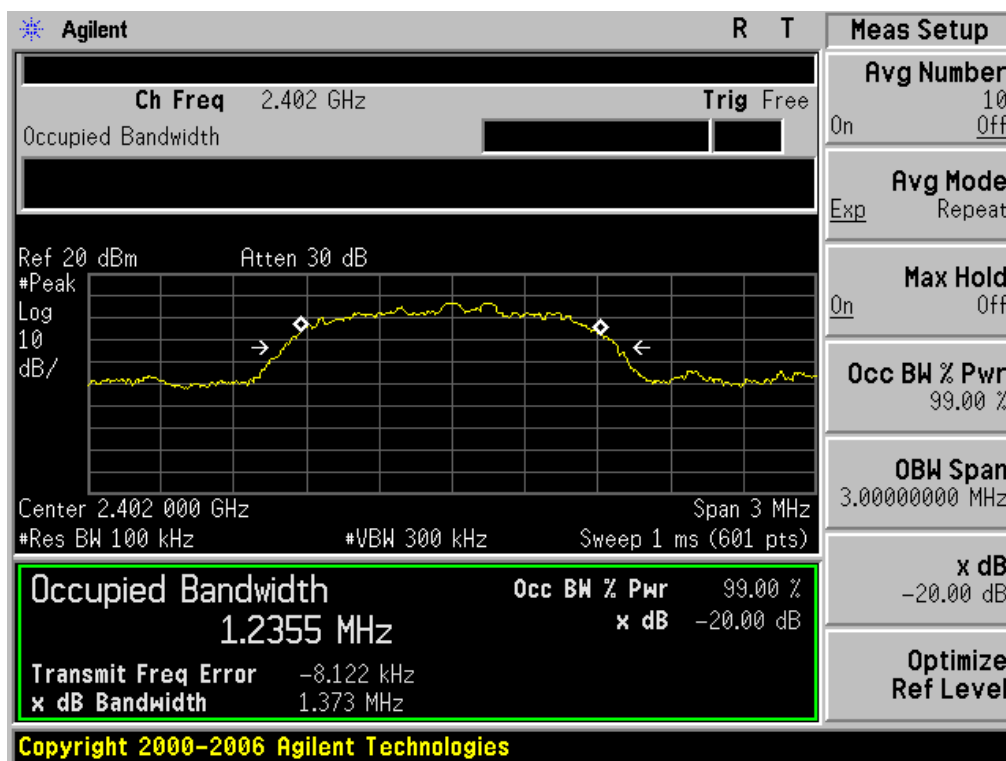 Agilent R T
Ch Freq 2.402 GHz Trig Free
Occupied Bandwidth
Ref 20 dBm Atten 30 dB
#Peak
Log
10
dB/
Center 2.402 000 GHz Span 3 MHz
#Res BW 100 kHz #VBW 300 kHz Sweep 1 ms (601 pts)
Occupied Bandwidth Occ BW % Pwr 99.00 %
1.2355 MHz x dB -20.00 dB
Transmit Freq Error -8.122 kHz
x dB Bandwidth 1.373 MHz
Copyright 2000-2006 Agilent Technologies
Meas Setup
Avg Number
10
On Off
Avg Mode
Exp Repeat
Max Hold
On Off
Occ BW % Pwr
99.00 %
OBW Span
3.00000000 MHz
x dB
-20.00 dB
Optimize
Ref Level